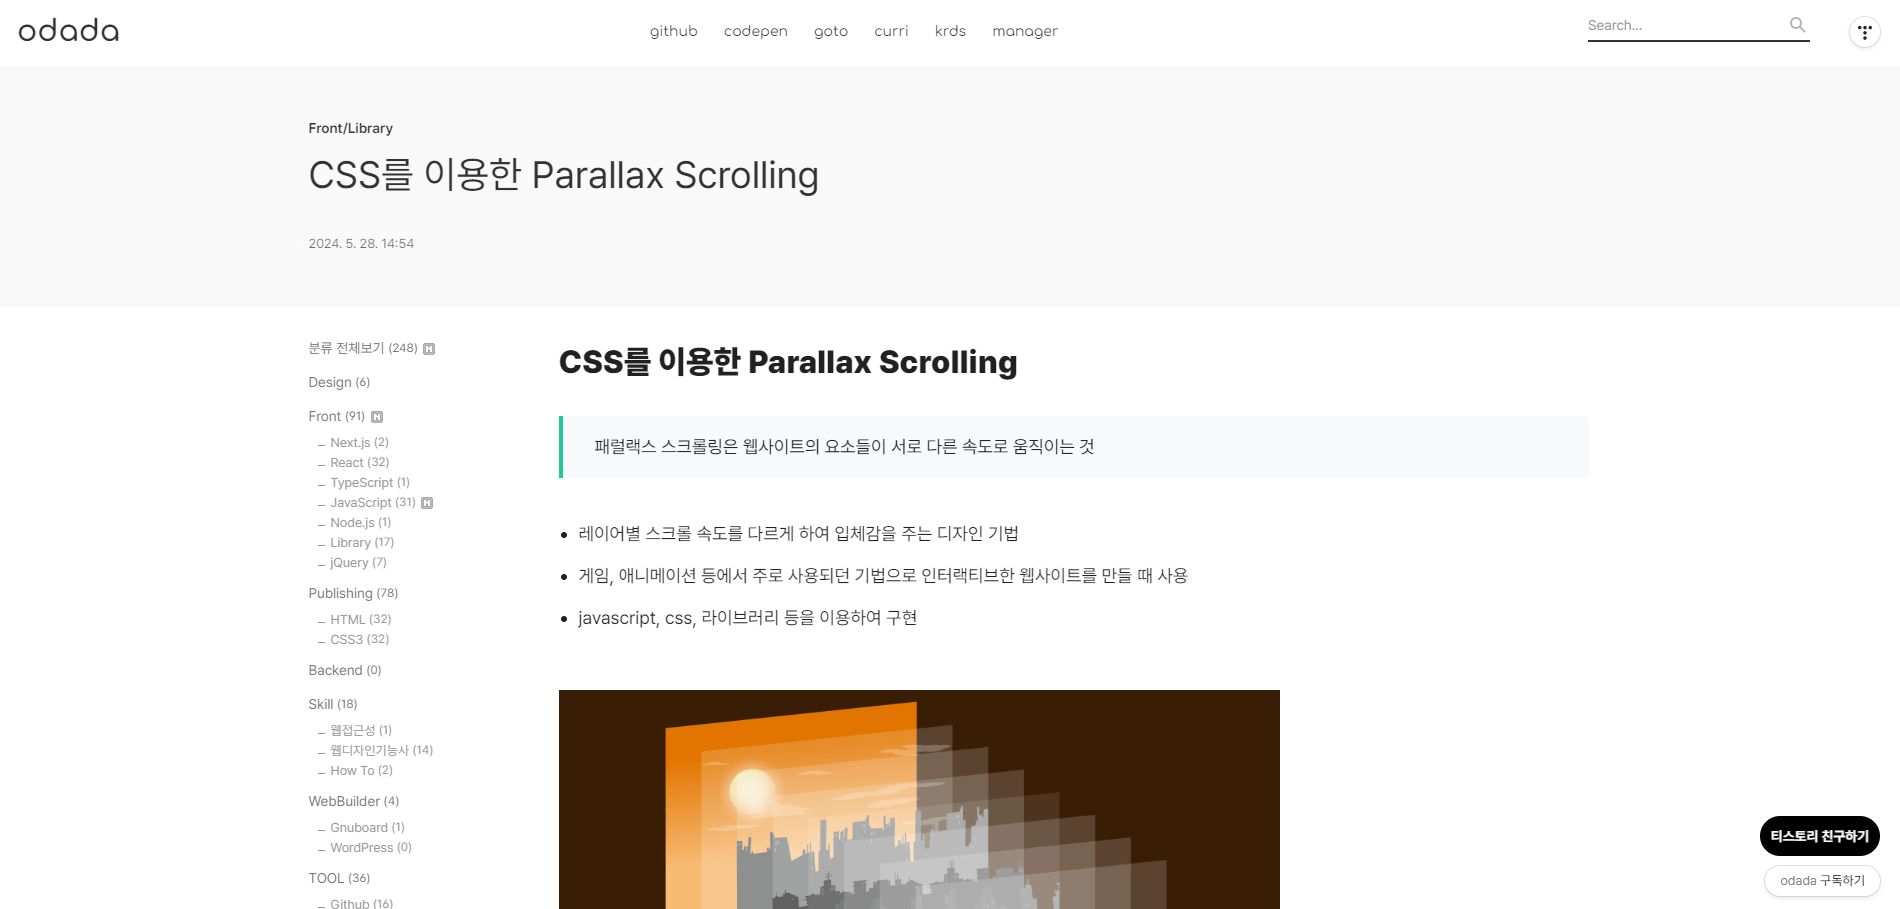 odada
github codepen goto curri krds manager
Search...
Front/Library
CSS를 이용한 Parallax Scrolling
2024. 5. 28. 14:54
분류 전체보기 (248) N
Design (6)
Front (91) N
Next.js (2)
React (32)
TypeScript (1)
JavaScript (31) N
Node.js (1)
Library (17)
jQuery (7)
Publishing (78)
HTML (32)
CSS3 (32)
Backend (0)
Skill (18)
웹접근성 (1)
웹디자인기능사 (14)
How To (2)
WebBuilder (4)
Gnuboard (1)
WordPress (0)
TOOL (36)
Github (16)
CSS를 이용한 Parallax Scrolling
패럴랙스 스크롤링은 웹사이트의 요소들이 서로 다른 속도로 움직이는 것
레이어별 스크롤 속도를 다르게 하여 입체감을 주는 디자인 기법
게임, 애니메이션 등에서 주로 사용되던 기법으로 인터랙티브한 웹사이트를 만들 때 사용
javascript, css, 라이브러리 등을 이용하여 구현
티스토리 친구하기
odada 구독하기